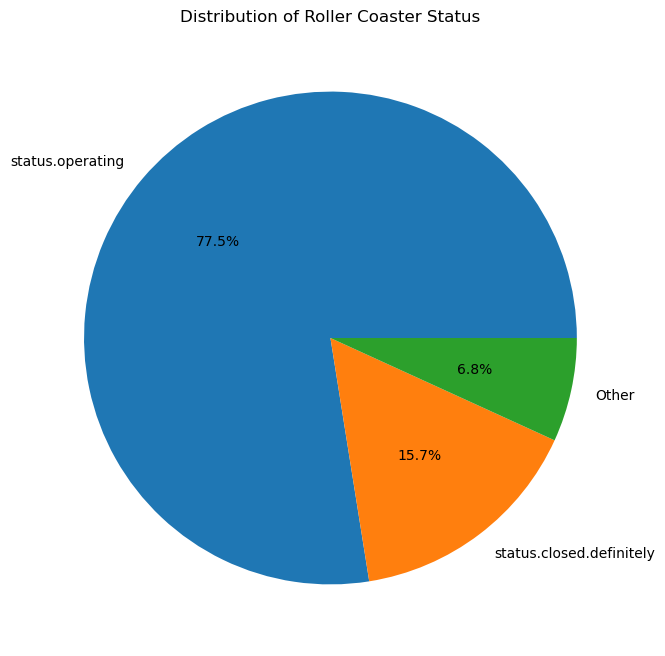 Distribution of Roller Coaster Status
status.operating
77.5%
6.8%
Other
15.7%
status.closed.definitely